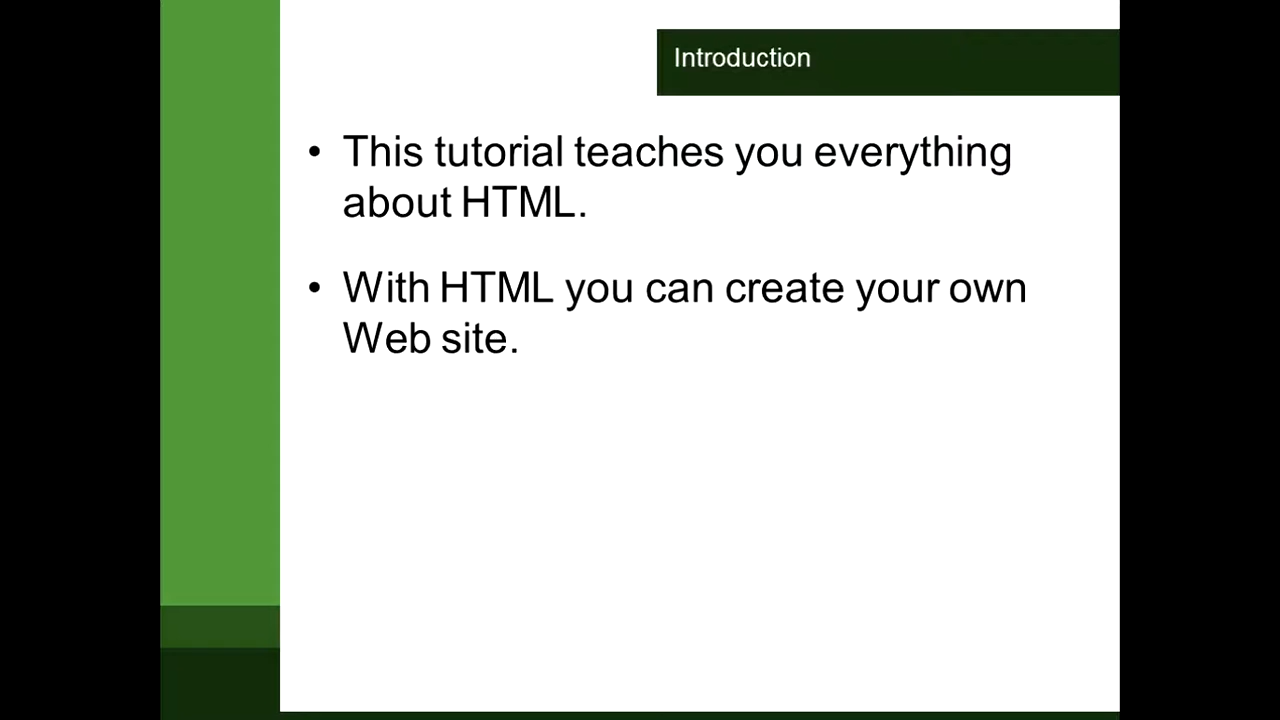 Introduction
• This tutorial teaches you everything
about HTML.
• With HTML you can create your own
Web site.